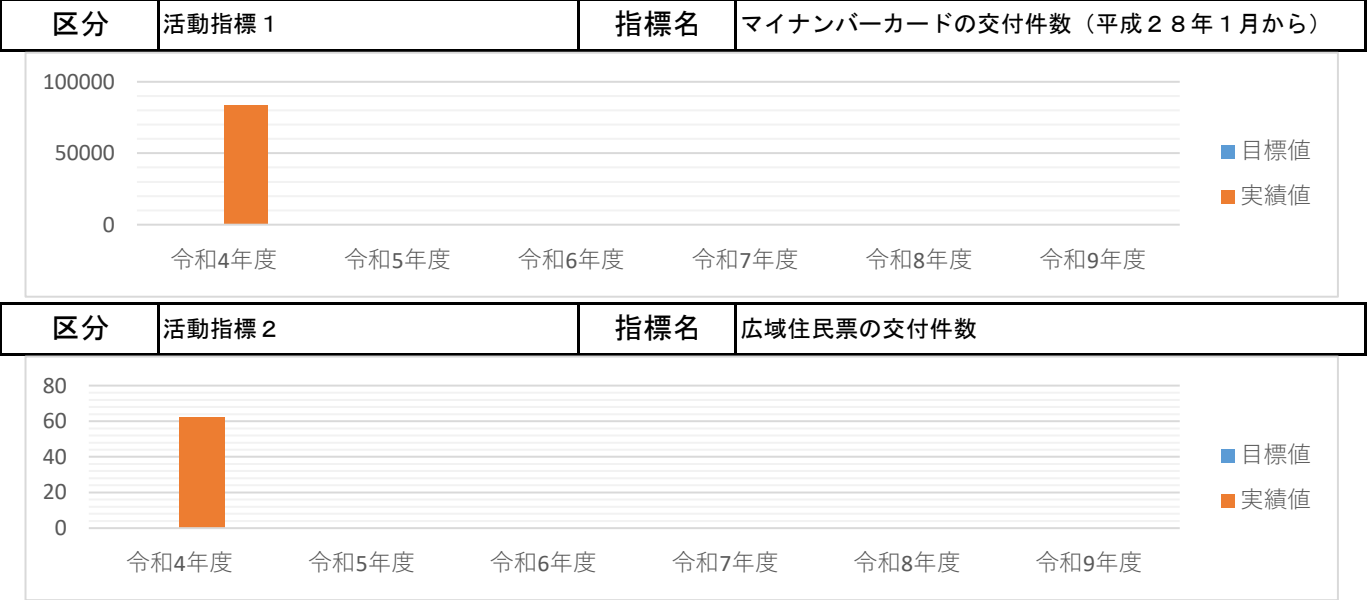 区分 活動指標１ 指標名 マイナンバーカードの交付件数（平成２８年１月から）
100000
50000
0
令和4年度 令和5年度 令和6年度 令和7年度 令和8年度 令和9年度
目標値
実績値
区分 活動指標２ 指標名 広域住民票の交付件数
80
60
40
20
0
令和4年度 令和5年度 令和6年度 令和7年度 令和8年度 令和9年度
目標値
実績値